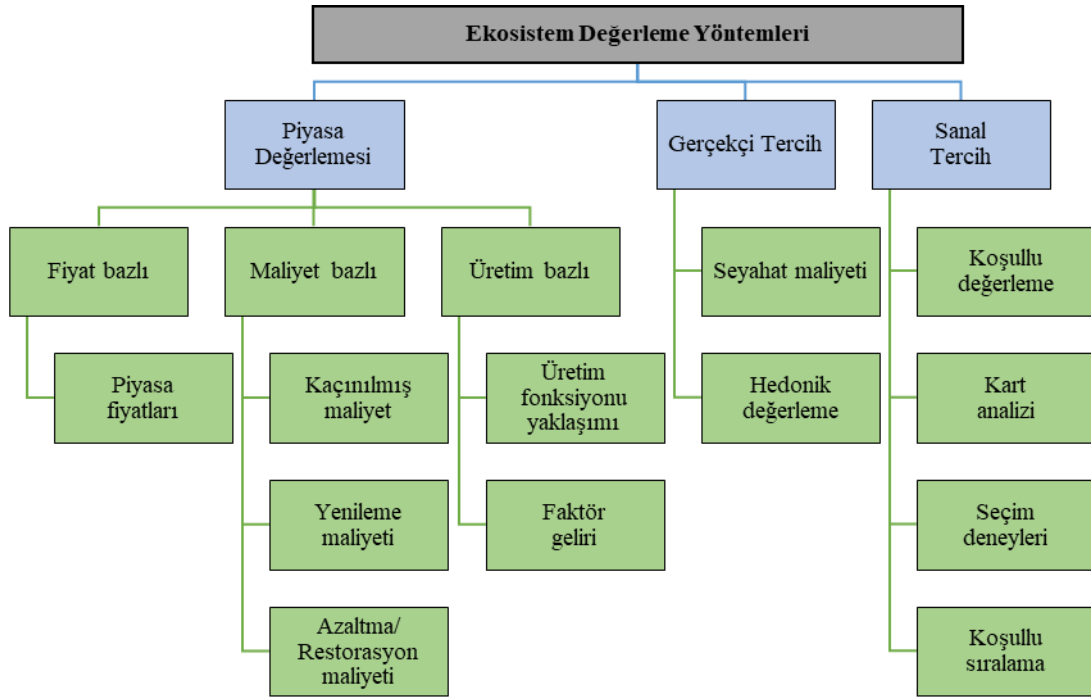 Ekosistem Değerleme Yöntemleri
Piyasa
Değerlemesi
Gerçekçi Tercih
Sanal
Tercih
Fiyat bazlı
Maliyet bazlı
Üretim bazlı
Seyahat maliyeti
Koşullu
değerleme
Piyasa
fiyatları
Kaçınılmış
maliyet
Üretim
fonksiyonu
yaklaşımı
Hedonik
değerleme
Kart
analizi
Yenileme
maliyeti
Faktör
geliri
Seçim
deneyleri
Azaltma/
Restorasyon
maliyeti
Koşullu
sıralama